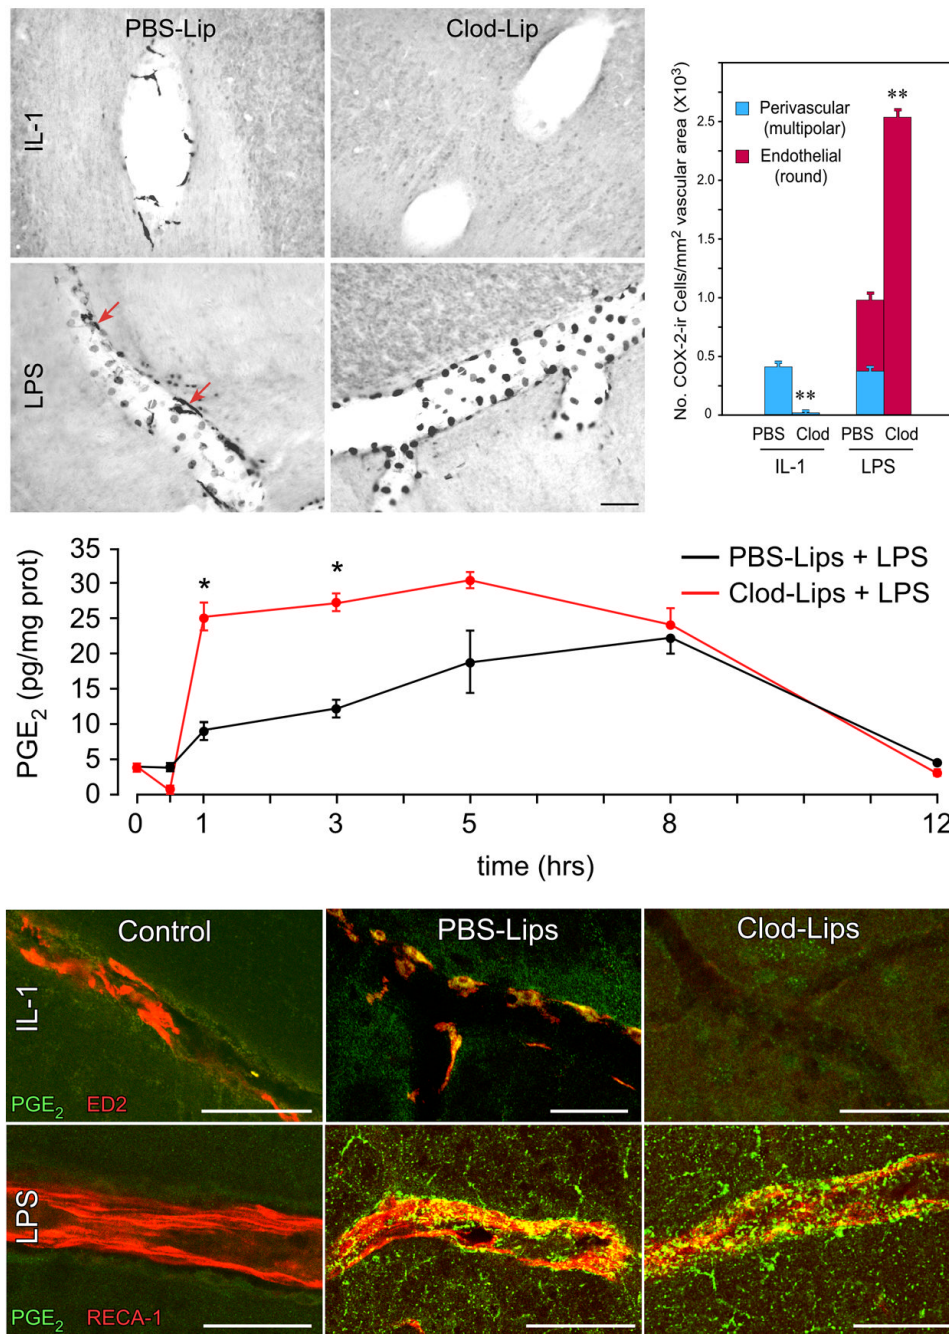 PBS-Lip
Clod-Lip
IL-1
LPS
No. COX-2-ir Cells/mm² vascular area (X10³)
2.5
2.0
1.0
0.5
0
Perivascular
(multipolar)
Endothelial
(round)
**
**
PBS Clod PBS Clod
IL-1 LPS
PGE₂ (pg/mg prot)
35
30
25
20
15
10
5
0
* *
PBS-Lips + LPS
Clod-Lips + LPS
0 1 3 5 8 12
time (hrs)
Control
PBS-Lips
Clod-Lips
IL-1
PGE₂ ED2
LPS
PGE₂ RECA-1